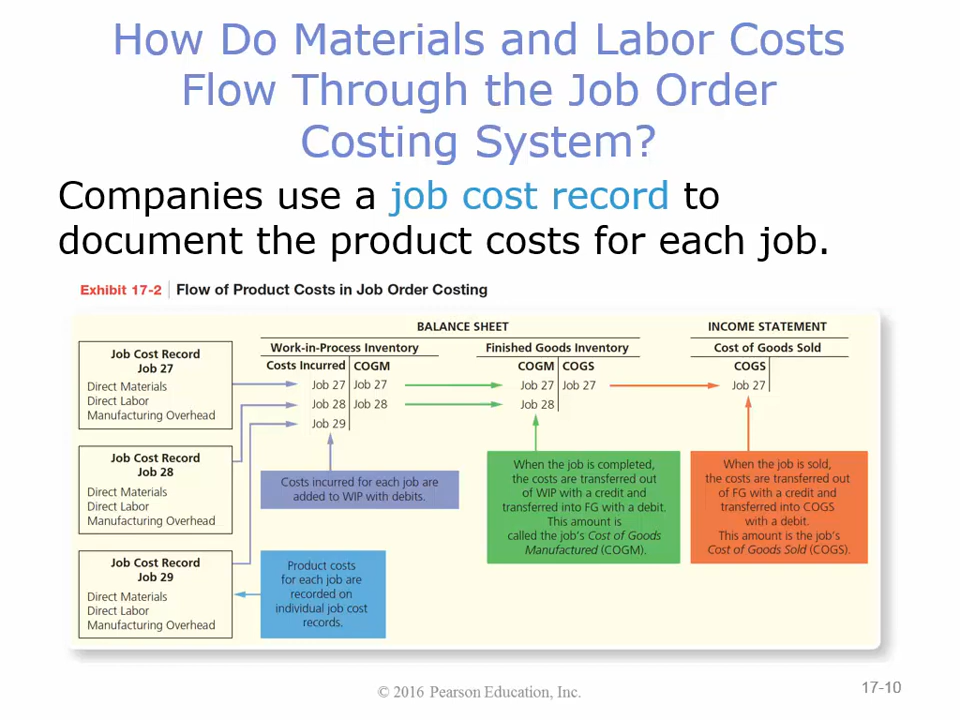 How Do Materials and Labor Costs
Flow Through the Job Order
Costing System?
Companies use a job cost record to
document the product costs for each job.
Exhibit 17-2 | Flow of Product Costs in Job Order Costing
BALANCE SHEET
INCOME STATEMENT
Work-in-Process Inventory
Finished Goods Inventory
Cost of Goods Sold
Costs Incurred COGM
COGM COGS
COGS
Job 27 Job 27
Job 27 Job 27
Job 27
Job 28 Job 28
Job 28
Job 29
Job Cost Record
Job 27
Direct Materials
Direct Labor
Manufacturing Overhead
Job Cost Record
Job 28
Direct Materials
Direct Labor
Manufacturing Overhead
Job Cost Record
Job 29
Direct Materials
Direct Labor
Manufacturing Overhead
Costs incurred for each job are
added to WIP with debits.
Product costs
for each job are
recorded on
individual job cost
records.
When the job is completed,
the costs are transferred out
of WIP with a credit and
transferred into FG with a debit.
This amount is
called the job's Cost of Goods
Manufactured (COGM).
When the job is sold,
the costs are transferred out
of FG with a credit and
transferred into COGS
with a debit.
This amount is the job's
Cost of Goods Sold (COGS).
© 2016 Pearson Education, Inc.
17-10